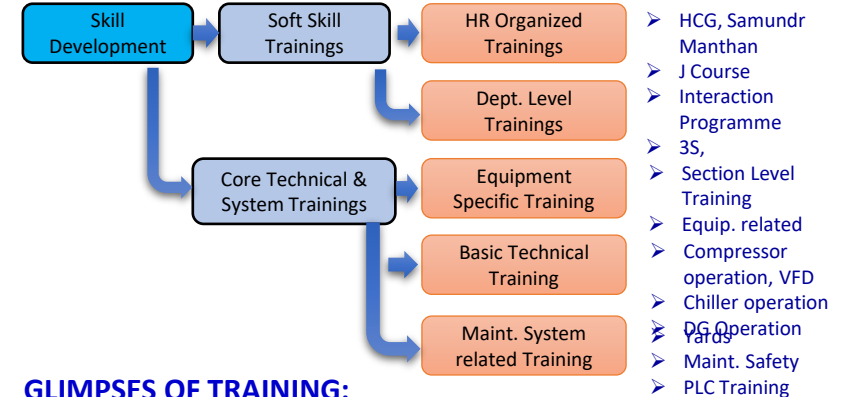 Skill
Development
Soft Skill
Trainings
HR Organized
Trainings
Dept. Level
Trainings
Core Technical &
System Trainings
Equipment
Specific Training
Basic Technical
Training
Maint. System
related Training
➢ HCG, Samundr
Manthan
➢ J Course
➢ Interaction
Programme
➢ 3S,
➢ Section Level
Training
➢ Equip. related
➢ Compressor
operation, VFD
➢ Chiller operation
➢ DG Operation
➢ Yards
➢ Maint. Safety
➢ PLC Training
GLIMPSES OF TRAINING: